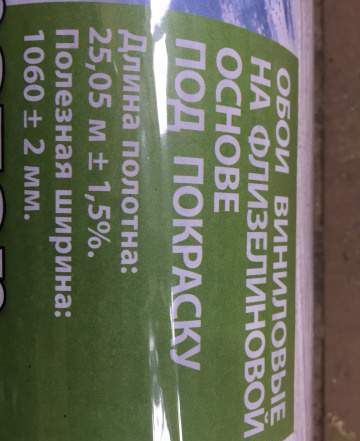 ОБОИ ВИНИЛОВЫЕ
НА ФЛИЗЕЛИНОВОЙ
ОСНОВЕ
ПОД ПОКРАСКУ
Длина полотна:
25,05 м ± 1,5%.
Полезная ширина:
1060 ± 2 мм.